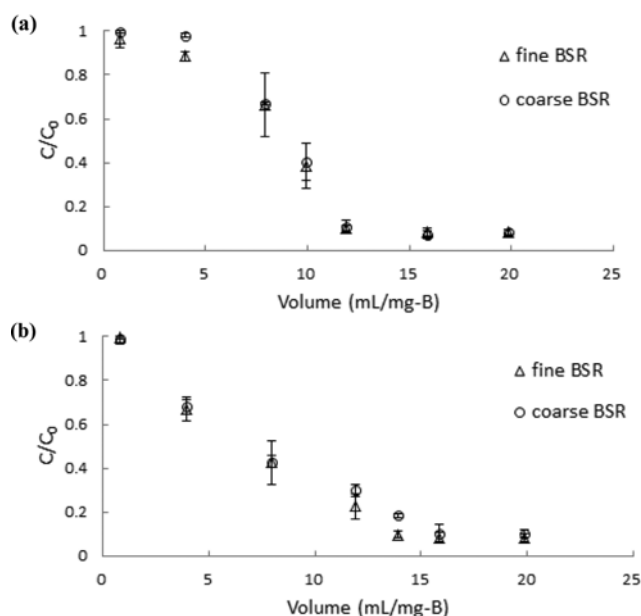 (a)
1
0.8
0.6
0.4
0.2
0
C/C₀
△ fine BSR
○ coarse BSR
0 5 10 15 20 25
Volume (mL/mg-B)
(b)
1
0.8
0.6
0.4
0.2
0
C/C₀
△ fine BSR
○ coarse BSR
0 5 10 15 20 25
Volume (mL/mg-B)